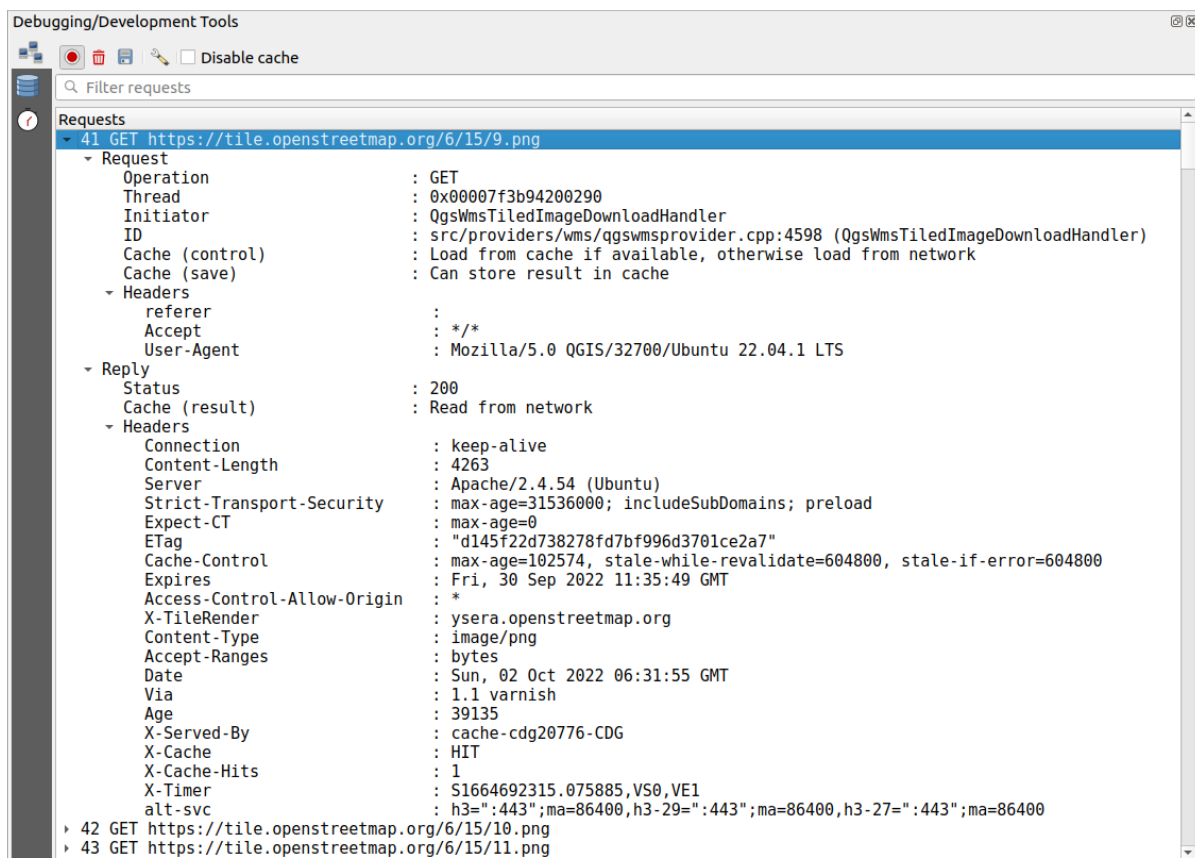 Debugging/Development Tools
Disable cache
Filter requests
Requests
41 GET https://tile.openstreetmap.org/6/15/9.png
Request
Operation : GET
Thread : 0x00007f3b94200290
Initiator : QgsWmsTiledImageDownloadHandler
ID : src/providers/wms/qgswmsprovider.cpp:4598 (QgsWmsTiledImageDownloadHandler)
Cache (control) : Load from cache if available, otherwise load from network
Cache (save) : Can store result in cache
Headers
referer :
Accept : */*
User-Agent : Mozilla/5.0 QGIS/32700/Ubuntu 22.04.1 LTS
Reply
Status : 200
Cache (result) : Read from network
Headers
Connection : keep-alive
Content-Length : 4263
Server : Apache/2.4.54 (Ubuntu)
Strict-Transport-Security : max-age=31536000; includeSubDomains; preload
Expect-CT : max-age=0
ETag : "d145f22d738278fd7bf996d3701ce2a7"
Cache-Control : max-age=102574, stale-while-revalidate=604800, stale-if-error=604800
Expires : Fri, 30 Sep 2022 11:35:49 GMT
Access-Control-Allow-Origin : *
X-TileRender : ysera.openstreetmap.org
Content-Type : image/png
Accept-Ranges : bytes
Date : Sun, 02 Oct 2022 06:31:55 GMT
Via : 1.1 varnish
Age : 39135
X-Served-By : cache-cdg20776-CDG
X-Cache : HIT
X-Cache-Hits : 1
X-Timer : S1664692315.075885,VS0,VE1
alt-svc : h3=":443";ma=86400,h3-29=":443";ma=86400,h3-27=":443";ma=86400
42 GET https://tile.openstreetmap.org/6/15/10.png
43 GET https://tile.openstreetmap.org/6/15/11.png